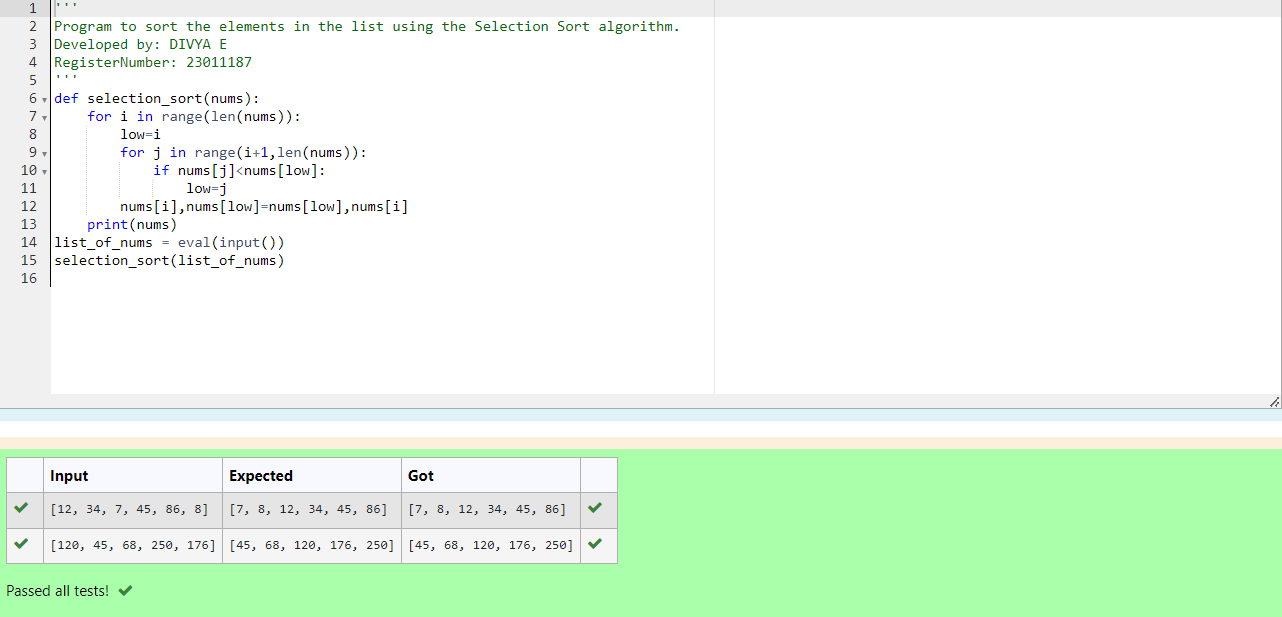 1 '''
2 Program to sort the elements in the list using the Selection Sort algorithm.
3 Developed by: DIVYA E
4 RegisterNumber: 23011187
5 '''
6 def selection_sort(nums):
7     for i in range(len(nums)):
8         low=i
9         for j in range(i+1,len(nums)):
10             if nums[j]<nums[low]:
11                 low=j
12         nums[i],nums[low]=nums[low],nums[i]
13     print(nums)
14 list_of_nums = eval(input())
15 selection_sort(list_of_nums)
16
Input Expected Got
[12, 34, 7, 45, 86, 8] [7, 8, 12, 34, 45, 86] [7, 8, 12, 34, 45, 86]
[120, 45, 68, 250, 176] [45, 68, 120, 176, 250] [45, 68, 120, 176, 250]
Passed all tests!